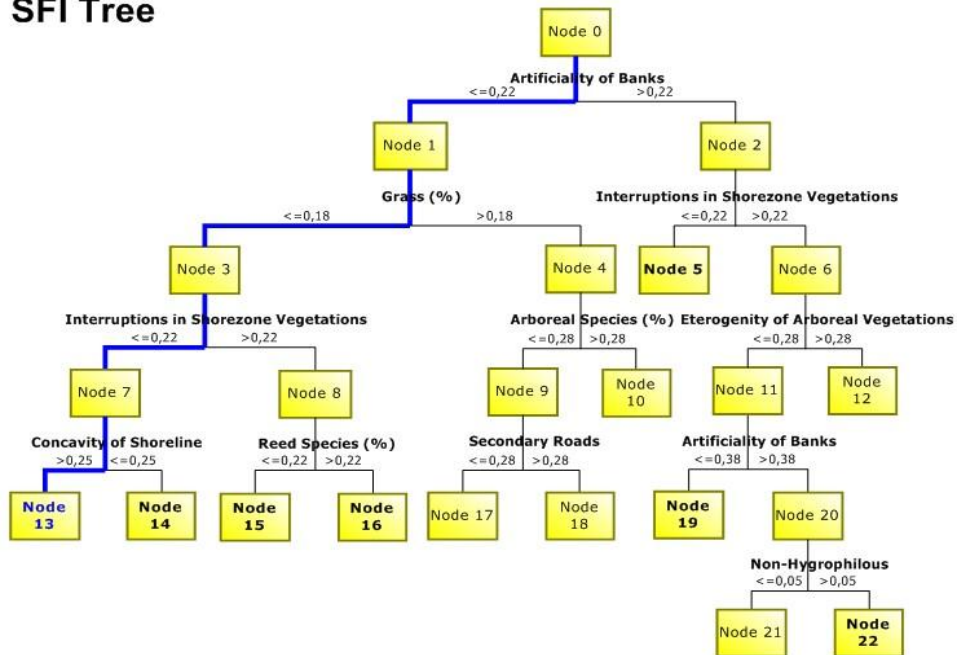 SFI Tree
Node 0
Artificiality of Banks
<=0,22 >0,22
Node 1 Node 2
Grass (%) Interruptions in Shorezone Vegetations
<=0,18 >0,18 <=0,22 >0,22
Node 3 Node 4 Node 5 Node 6
Interruptions in Shorezone Vegetations Arboreal Species (%) Eterogenity of Arboreal Vegetations
<=0,22 >0,22 <=0,28 >0,28 <=0,28 >0,28
Node 7 Node 8 Node 9 Node 10 Node 11 Node 12
Concavity of Shoreline Reed Species (%) Secondary Roads Artificiality of Banks
>0,25 <=0,25 <=0,22 >0,22 <=0,28 >0,28 <=0,38 >0,38
Node 13 Node 14 Node 15 Node 16 Node 17 Node 18 Node 19 Node 20
Non-Hygrophilous
<=0,05 >0,05
Node 21 Node 22